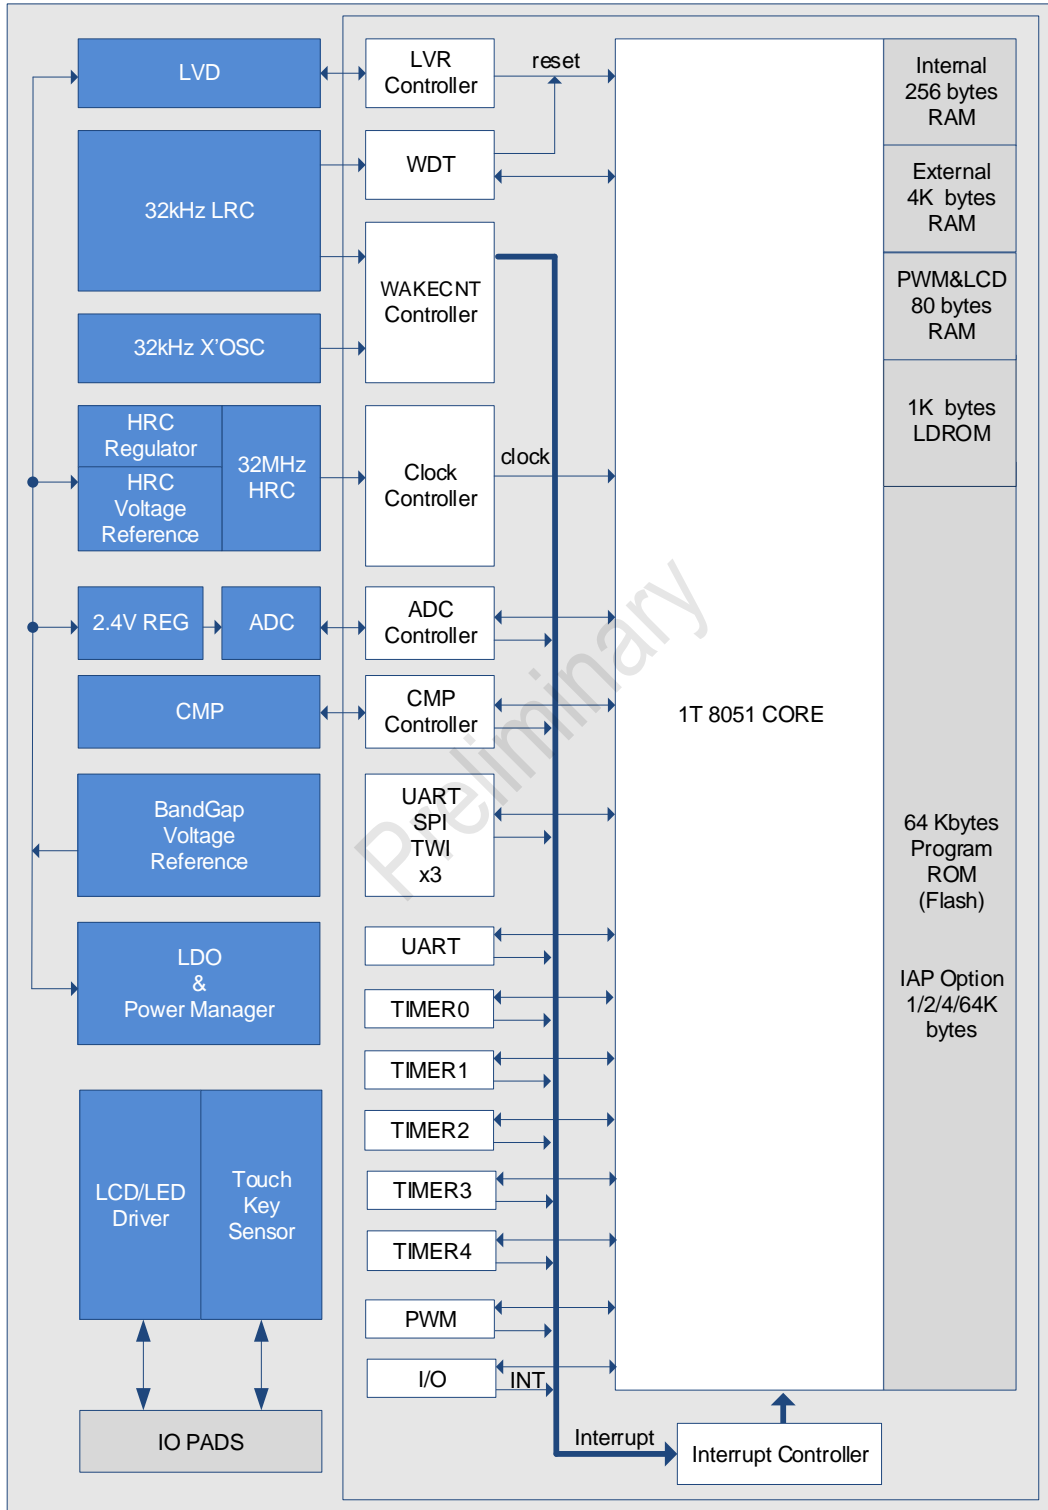 LVD
LVR
Controller
reset
Internal
256 bytes
RAM
WDT
External
4K bytes
RAM
32kHz LRC
WAKECNT
Controller
PWM&LCD
80 bytes
RAM
32kHz X'OSC
1K bytes
LDROM
HRC
Regulator
HRC
Voltage
Reference
32MHz
HRC
Clock
Controller
clock
2.4V REG
ADC
ADC
Controller
CMP
CMP
Controller
1T 8051 CORE
Preliminary
BandGap
Voltage
Reference
UART
SPI
TWI
x3
64 Kbytes
Program
ROM
(Flash)
IAP Option
1/2/4/64K
bytes
LDO
&
Power Manager
UART
TIMER0
TIMER1
TIMER2
TIMER3
TIMER4
PWM
I/O
INT
LCD/LED
Driver
Touch
Key
Sensor
IO PADS
Interrupt
Interrupt Controller